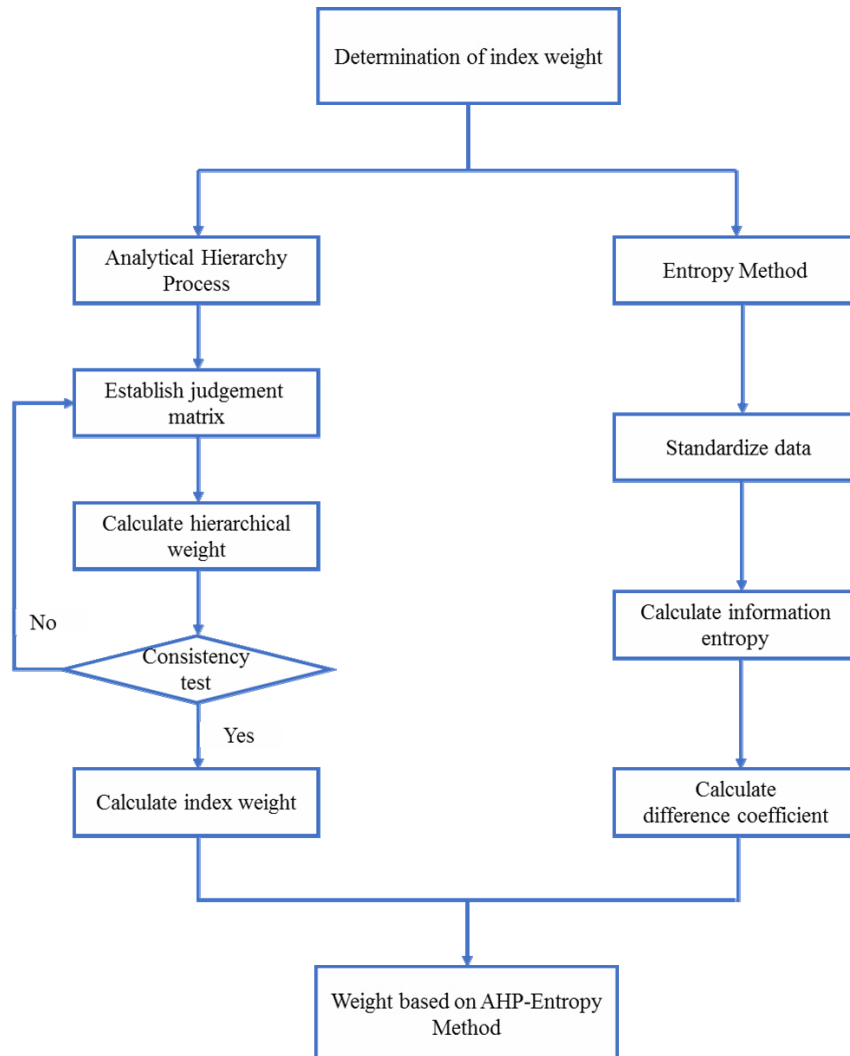 Determination of index weight
Analytical Hierarchy
Process
Entropy Method
Establish judgement
matrix
Standardize data
Calculate hierarchical
weight
Calculate information
entropy
No
Consistency
test
Yes
Calculate index weight
Calculate
difference coefficient
Weight based on AHP-Entropy
Method